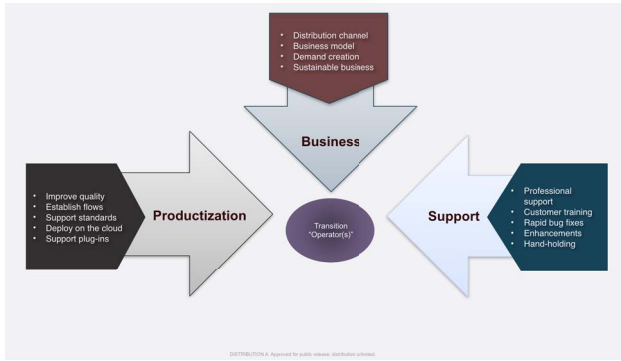 • Distribution channel
• Business model
• Demand creation
• Sustainable business
Business
• Improve quality
• Establish flows
• Support standards
• Deploy on the cloud
• Support plug-ins
Productization
Transition
"Operator(s)"
Support
• Professional
support
• Customer training
• Rapid bug fixes
• Enhancements
• Hand-holding
DISTRIBUTION A. Approved for public release: distribution unlimited.